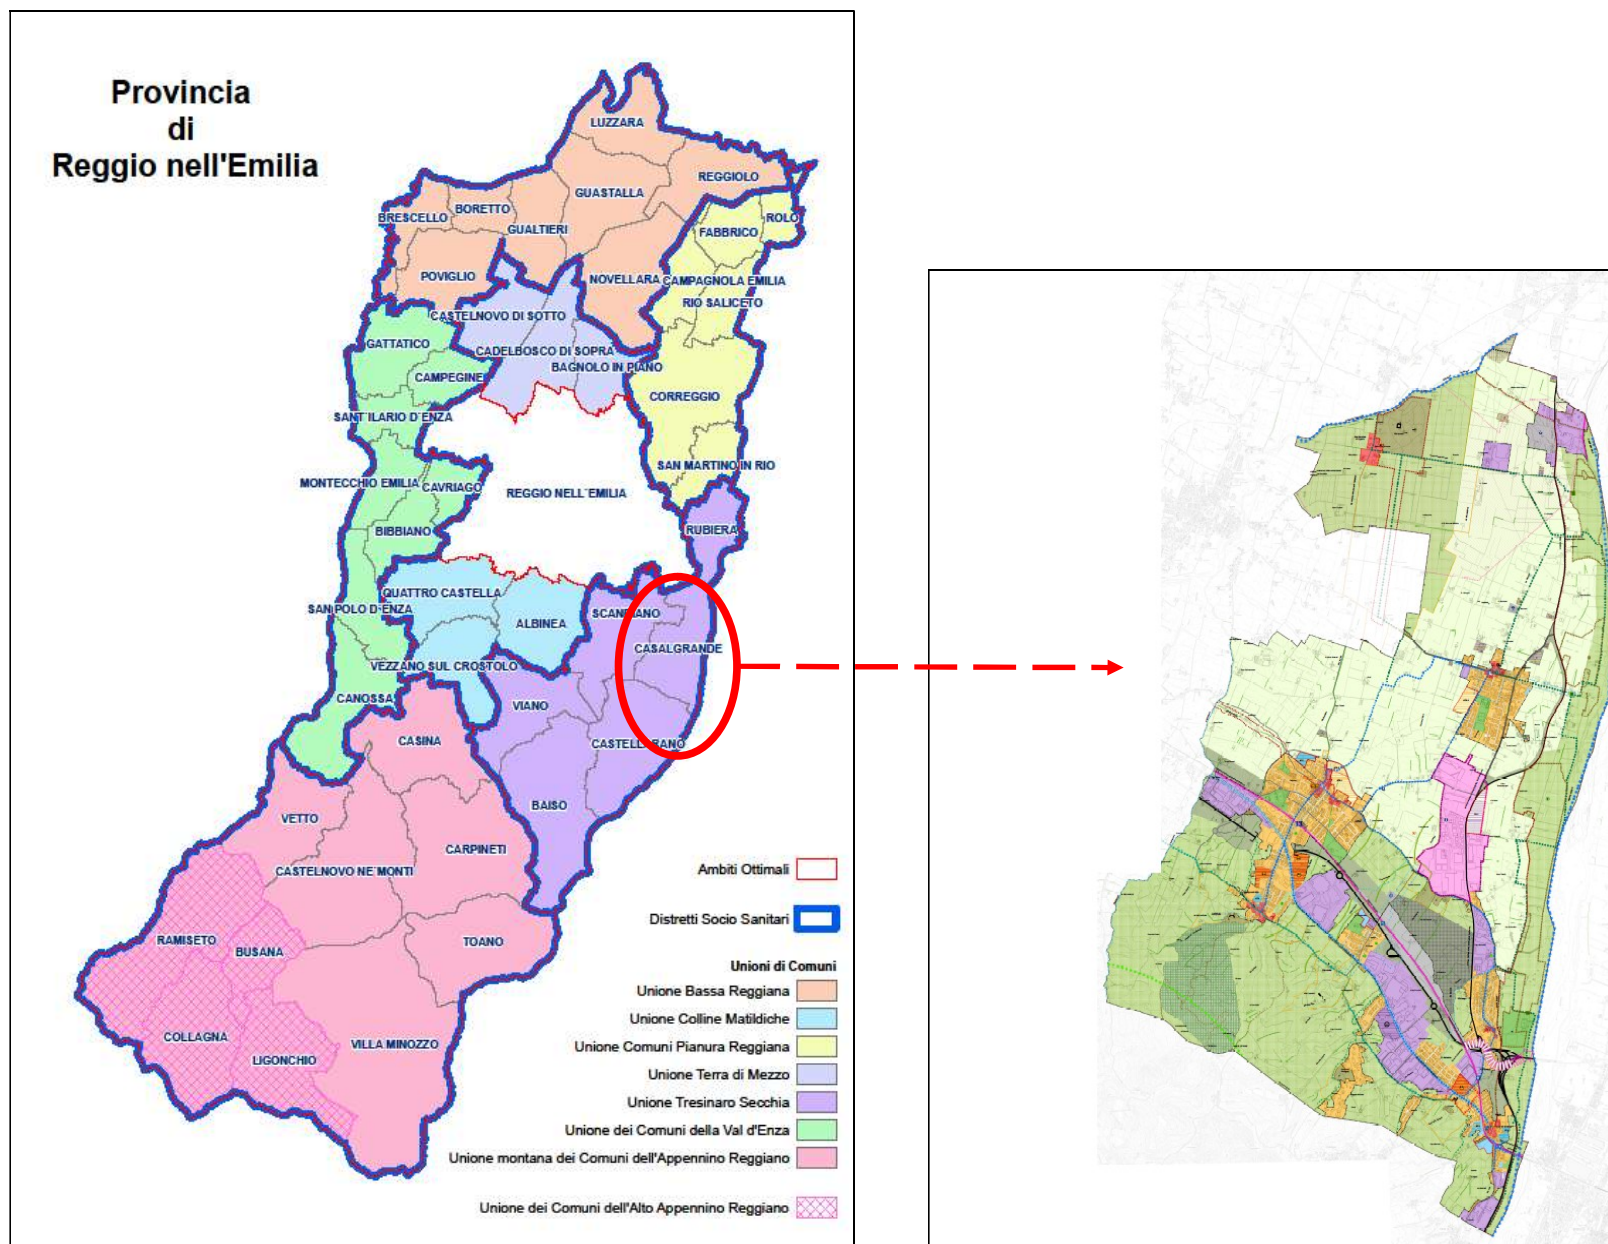 Provincia
di
Reggio nell'Emilia
LUZZARA
REGGIOLO
GUASTALLA
ROLO
BORETTO
BRESCELLO
GUALTIERI
FABBRICO
POVIGLIO
NOVELLARA
CAMPAGNOLA EMILIA
RIO SALICETO
CASTELNOVO DI SOTTO
GATTATICO
CADELBOSCO DI SOPRA
BAGNOLO IN PIANO
CAMPEGINE
CORREGGIO
SANT'ILARIO D'ENZA
SAN MARTINO IN RIO
MONTECCHIO EMILIA
CAVRIAGO
REGGIO NELL'EMILIA
BIBBIANO
RUBIERA
QUATTRO CASTELLA
SAN POLO D'ENZA
SCANDIANO
ALBINEA
CASALGRANDE
VEZZANO SUL CROSTOLO
CANOSSA
VIANO
CASINA
CASTELLARANO
BAISO
VETTO
CARPINETI
CASTELNOVO NE'MONTI
Ambiti Ottimali
Distretti Socio Sanitari
RAMISETO
BUSANA
TOANO
Unioni di Comuni
Unione Bassa Reggiana
Unione Colline Matildiche
COLLAGNA
LIGONCHIO
VILLA MINOZZO
Unione Comuni Pianura Reggiana
Unione Terra di Mezzo
Unione Tresinaro Secchia
Unione dei Comuni della Val d'Enza
Unione montana dei Comuni dell'Appennino Reggiano
Unione dei Comuni dell'Alto Appennino Reggiano